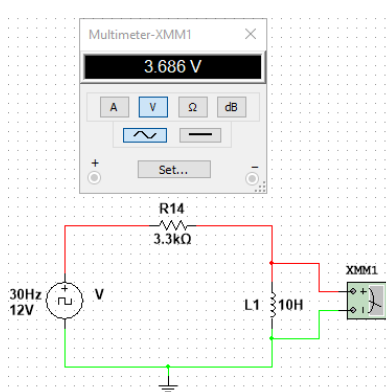 Multimeter-XMM1 ×
3.686 V
A V Ω dB
+ Set... -
R14
3.3kΩ
XMM1
30Hz
12V
V
L1 10H
+